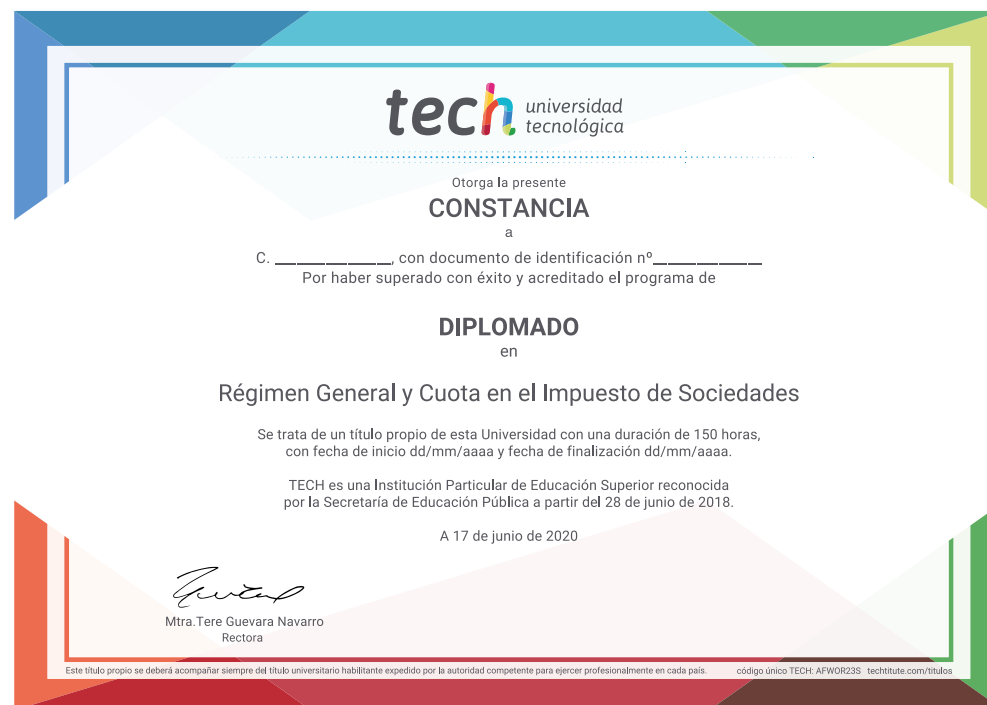 tech universidad
tecnológica
Otorga la presente
CONSTANCIA
a
C. ______________, con documento de identificación nº_____________
Por haber superado con éxito y acreditado el programa de
DIPLOMADO
en
Régimen General y Cuota en el Impuesto de Sociedades
Se trata de un título propio de esta Universidad con una duración de 150 horas,
con fecha de inicio dd/mm/aaaa y fecha de finalización dd/mm/aaaa.
TECH es una Institución Particular de Educación Superior reconocida
por la Secretaría de Educación Pública a partir del 28 de junio de 2018.
A 17 de junio de 2020
Mtra.Tere Guevara Navarro
Rectora
Este título propio se deberá acompañar siempre del título universitario habilitante expedido por la autoridad competente para ejercer profesionalmente en cada país. código único TECH: AFWOR23S techtitute.com/titulos